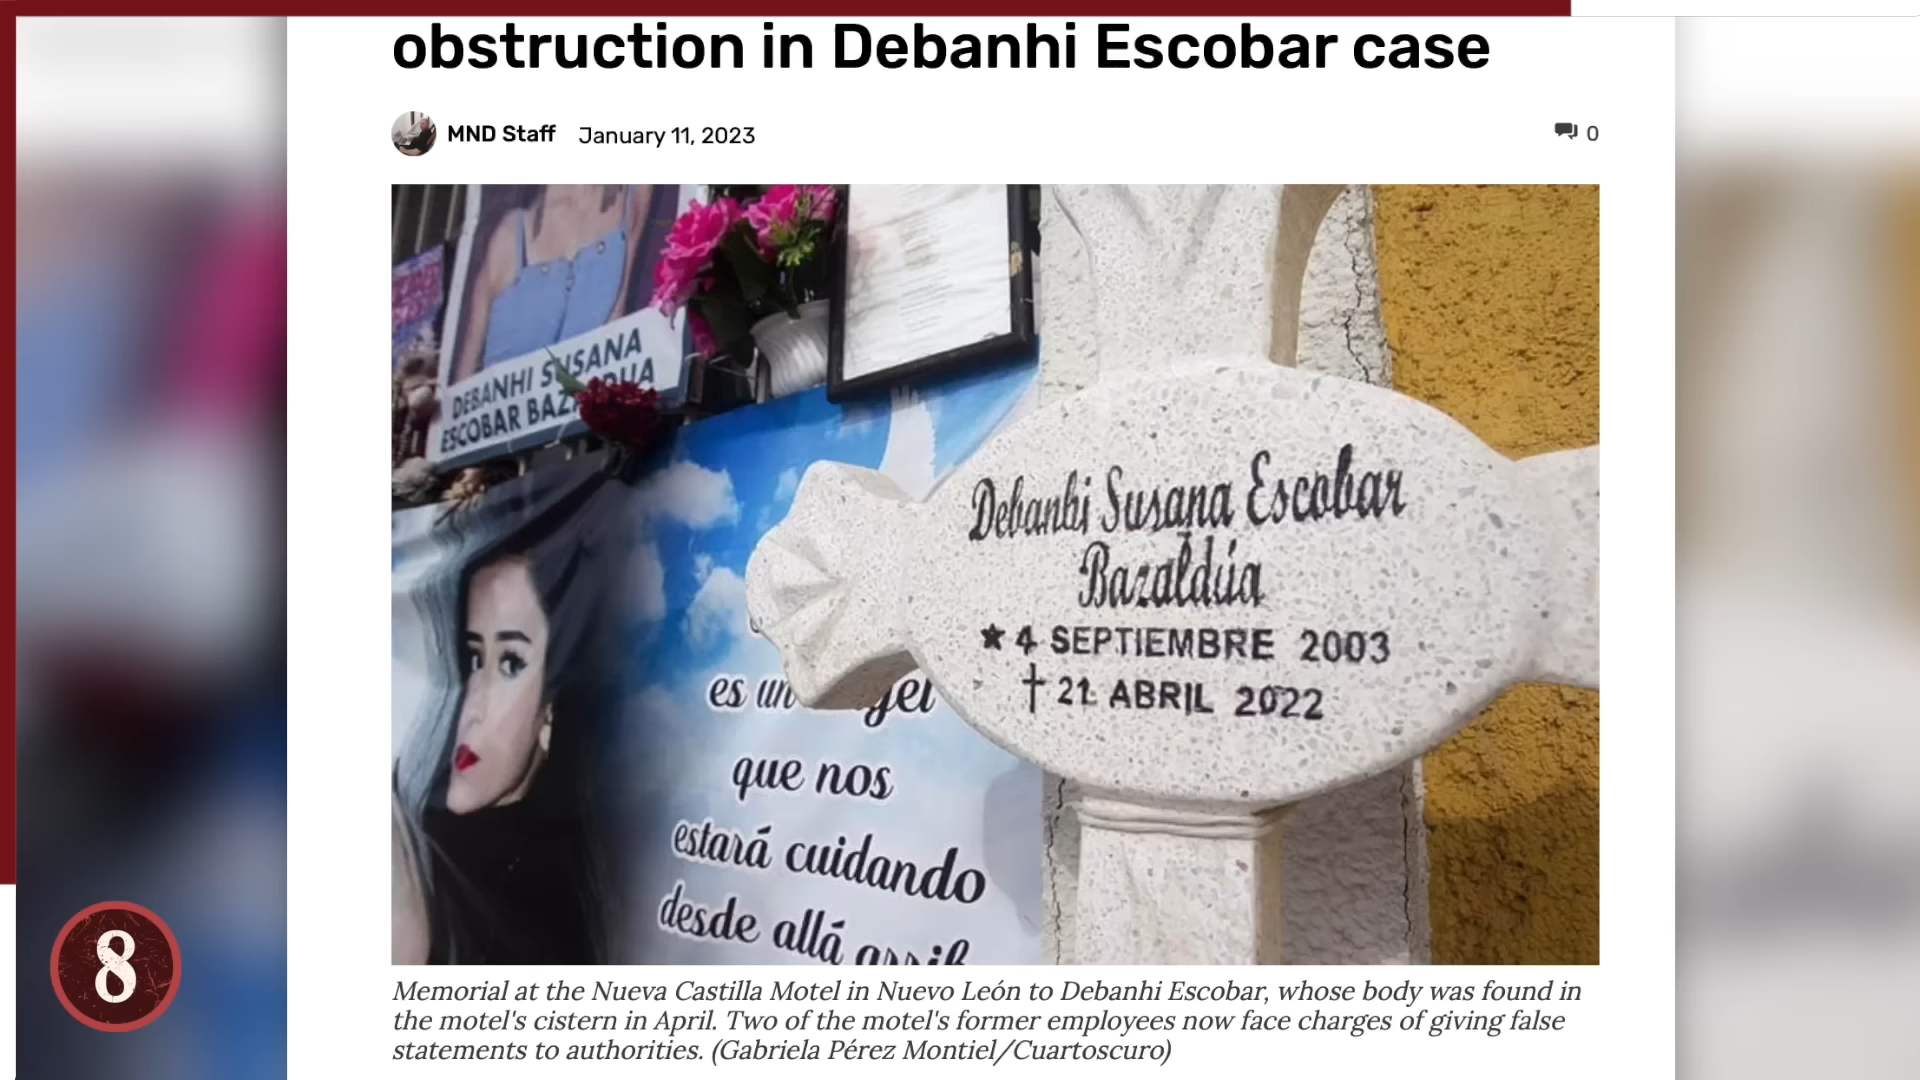 obstruction in Debanhi Escobar case
MND Staff January 11, 2023
0
DEBANHI SUSANA
ESCOBAR
Debanhi Susana Escobar
Bazaldúa
★ 4 SEPTIEMBRE 2003
† 21 ABRIL 2022
es un
que nos
estará cuidando
desde allá
8
Memorial at the Nueva Castilla Motel in Nuevo León to Debanhi Escobar, whose body was found in
the motel's cistern in April. Two of the motel's former employees now face charges of giving false
statements to authorities. (Gabriela Pérez Montiel/Cuartoscuro)